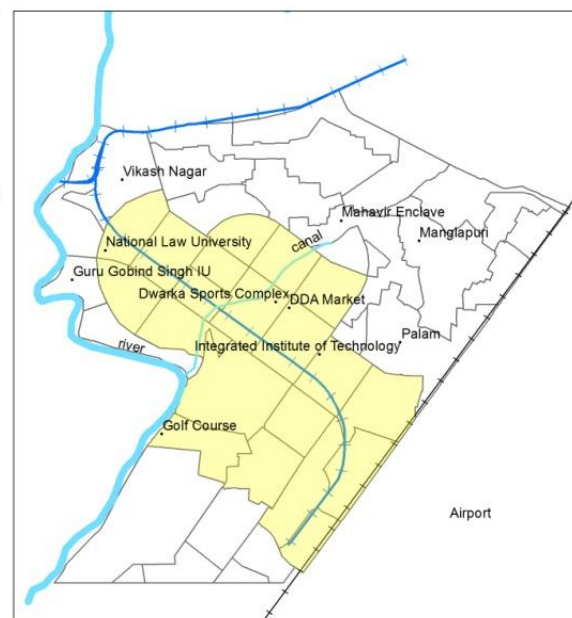 Vikash Nagar
Mahavir Enclave
Manglapuri
National Law University
canal
Guru Gobind Singh IU
Dwarka Sports Complex
DDA Market
river
Integrated Institute of Technology
Palam
Golf Course
Airport